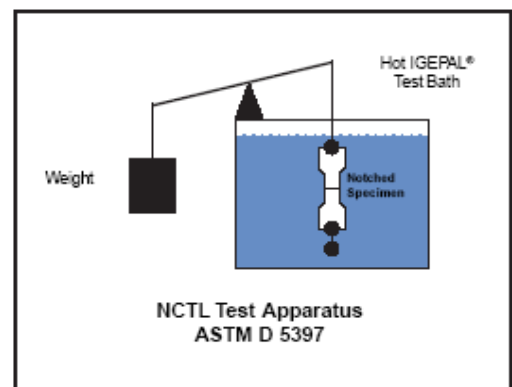 Hot IGEPAL®
Test Bath
Weight
Notched
Specimen
NCTL Test Apparatus
ASTM D 5397